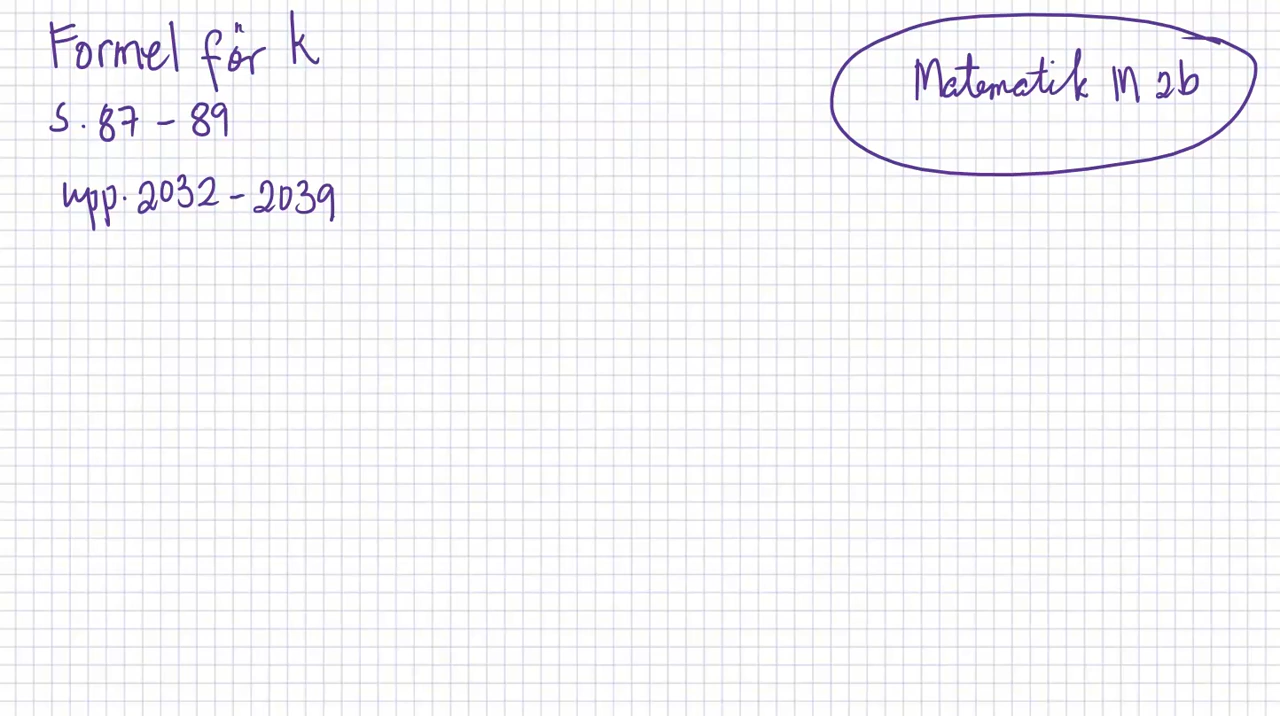 Formel för k
Matematik M 2b
S. 87 - 89
upp. 2032 - 2039